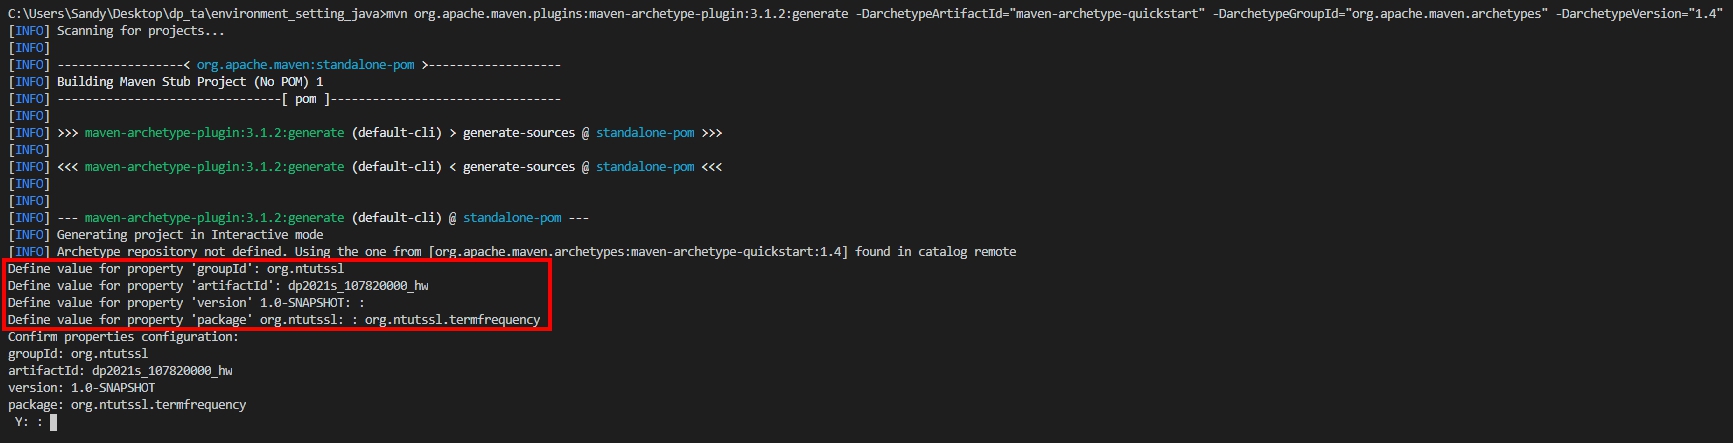 C:\Users\Sandy\Desktop\dp_ta\environment_setting_java>mvn org.apache.maven.plugins:maven-archetype-plugin:3.1.2:generate -DarchetypeArtifactId="maven-archetype-quickstart" -DarchetypeGroupId="org.apache.maven.archetypes" -DarchetypeVersion="1.4"
[INFO] Scanning for projects...
[INFO]
[INFO] ------------------< org.apache.maven:standalone-pom >-------------------
[INFO] Building Maven Stub Project (No POM) 1
[INFO] --------------------------------[ pom ]---------------------------------
[INFO]
[INFO] >>> maven-archetype-plugin:3.1.2:generate (default-cli) > generate-sources @ standalone-pom >>>
[INFO]
[INFO] <<< maven-archetype-plugin:3.1.2:generate (default-cli) < generate-sources @ standalone-pom <<<
[INFO]
[INFO]
[INFO] --- maven-archetype-plugin:3.1.2:generate (default-cli) @ standalone-pom ---
[INFO] Generating project in Interactive mode
[INFO] Archetype repository not defined. Using the one from [org.apache.maven.archetypes:maven-archetype-quickstart:1.4] found in catalog remote
Define value for property 'groupId': org.ntutssl
Define value for property 'artifactId': dp2021s_107820000_hw
Define value for property 'version' 1.0-SNAPSHOT: :
Define value for property 'package' org.ntutssl: : org.ntutssl.termfrequency
Confirm properties configuration:
groupId: org.ntutssl
artifactId: dp2021s_107820000_hw
version: 1.0-SNAPSHOT
package: org.ntutssl.termfrequency
 Y: :